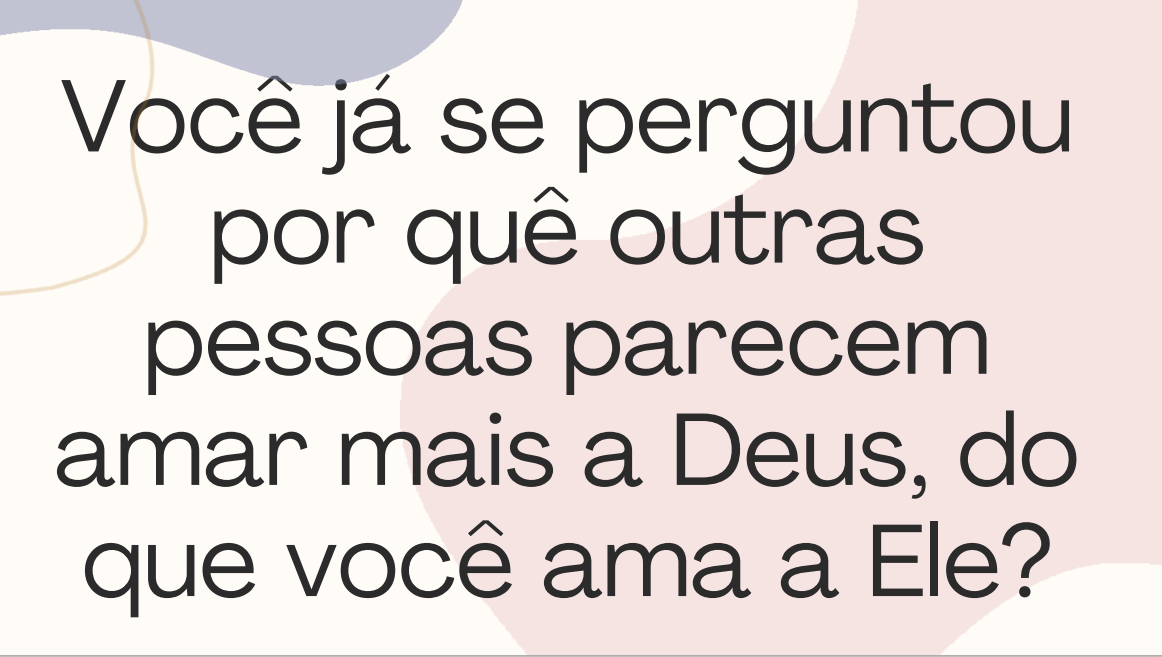 Você já se perguntou
por quê outras
pessoas parecem
amar mais a Deus, do
que você ama a Ele?